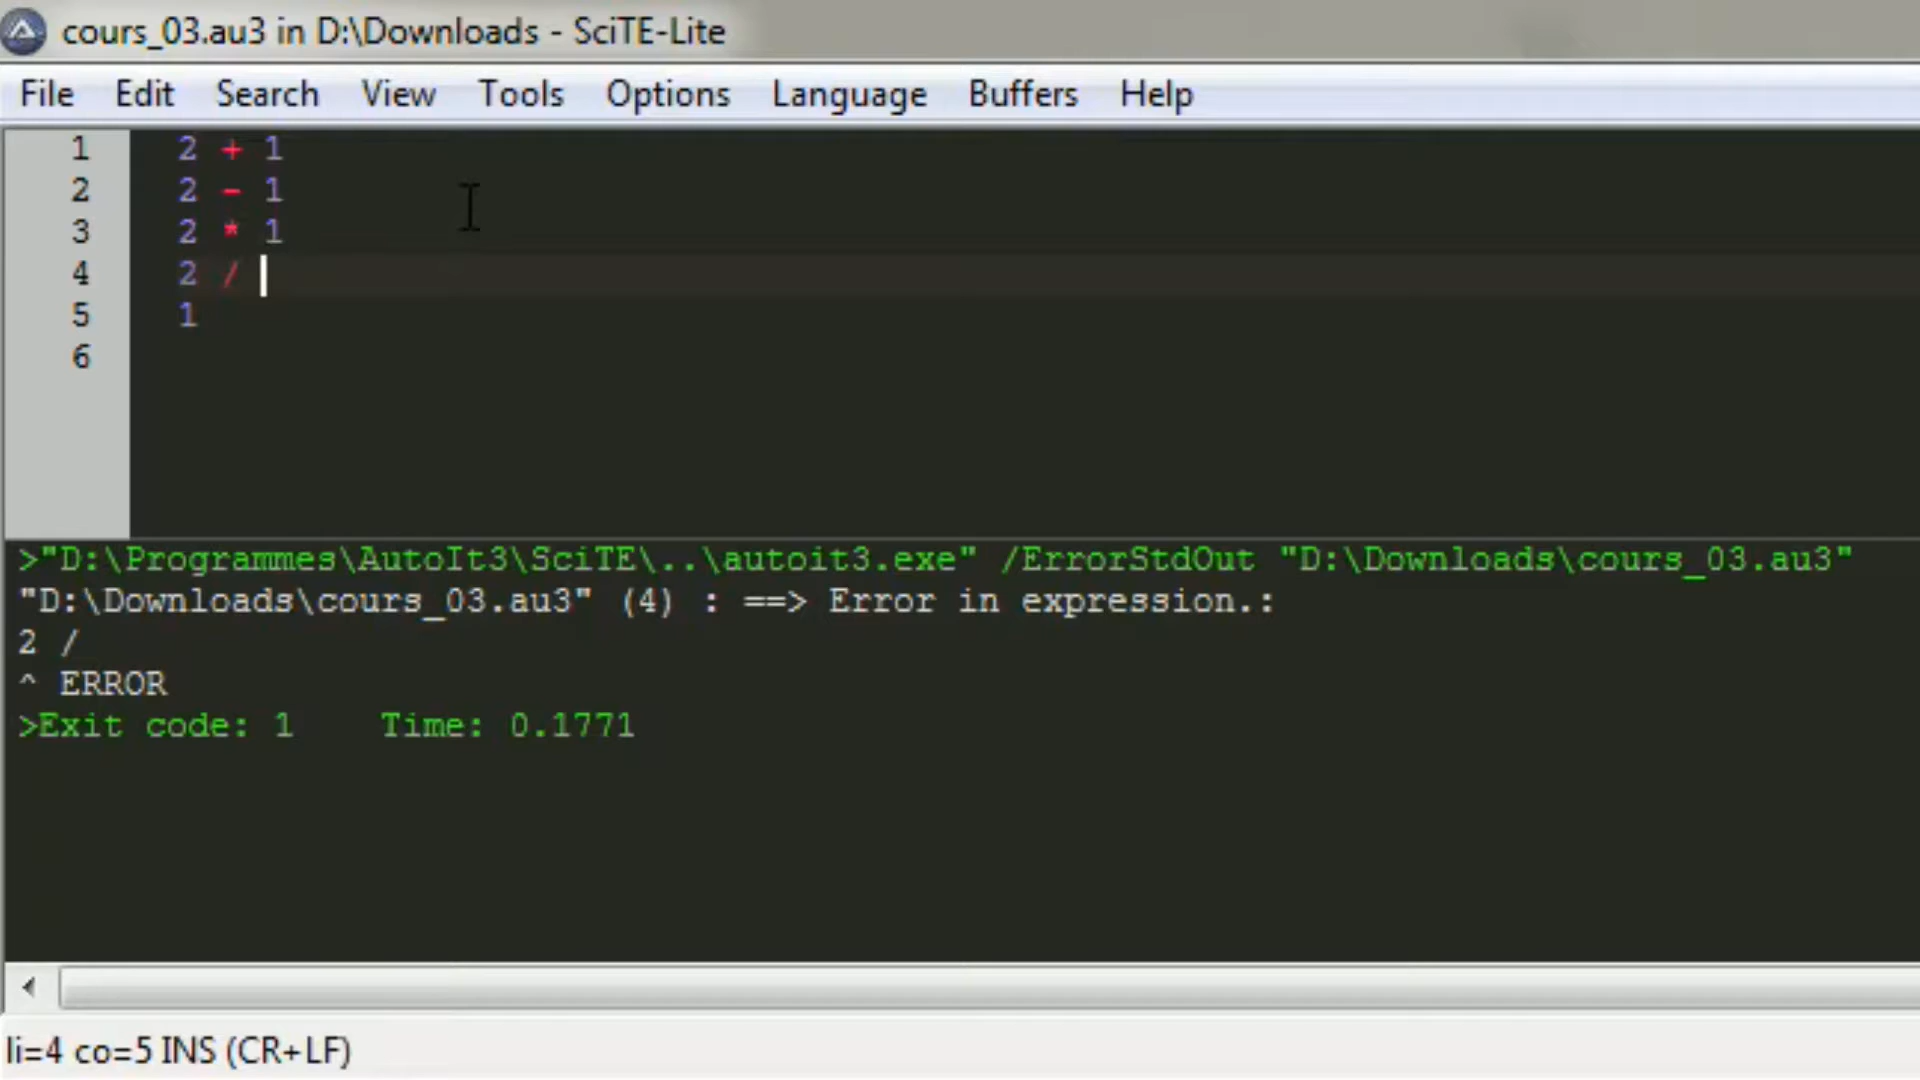 cours_03.au3 in D:\Downloads - SciTE-Lite
File Edit Search View Tools Options Language Buffers Help
1 2 + 1
2 2 - 1
3 2 * 1
4 2 /
5 1
6
>"D:\Programmes\AutoIt3\SciTE\..\autoit3.exe" /ErrorStdOut "D:\Downloads\cours_03.au3"
"D:\Downloads\cours_03.au3" (4) : ==> Error in expression.:
2 /
^ ERROR
>Exit code: 1 Time: 0.1771
li=4 co=5 INS (CR+LF)